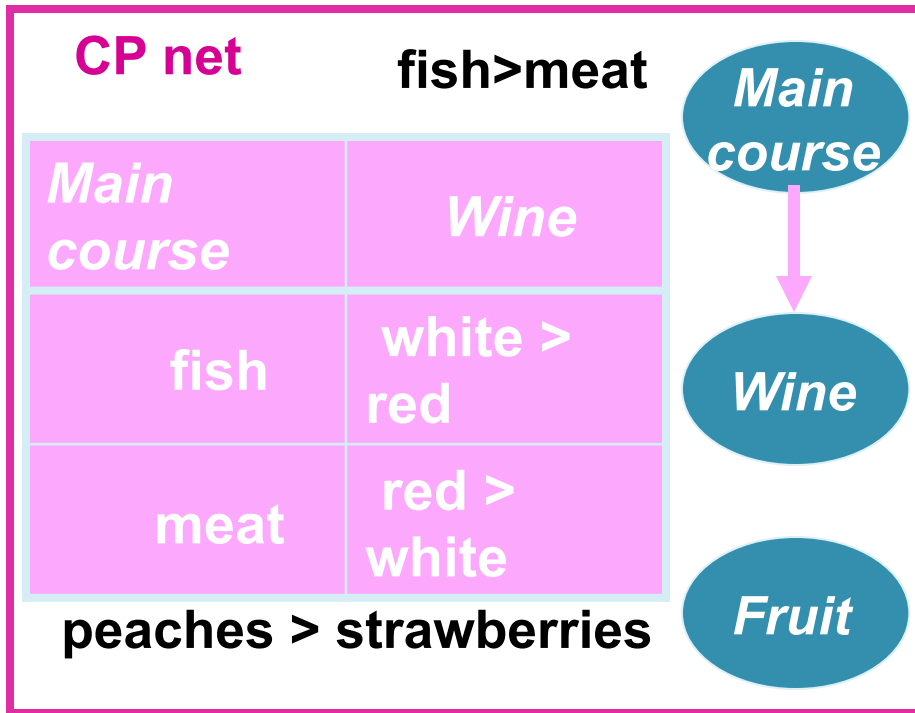 CP net
fish>meat
Main
course
Wine
fish
white >
red
meat
red >
white
peaches > strawberries
Main
course
Wine
Fruit